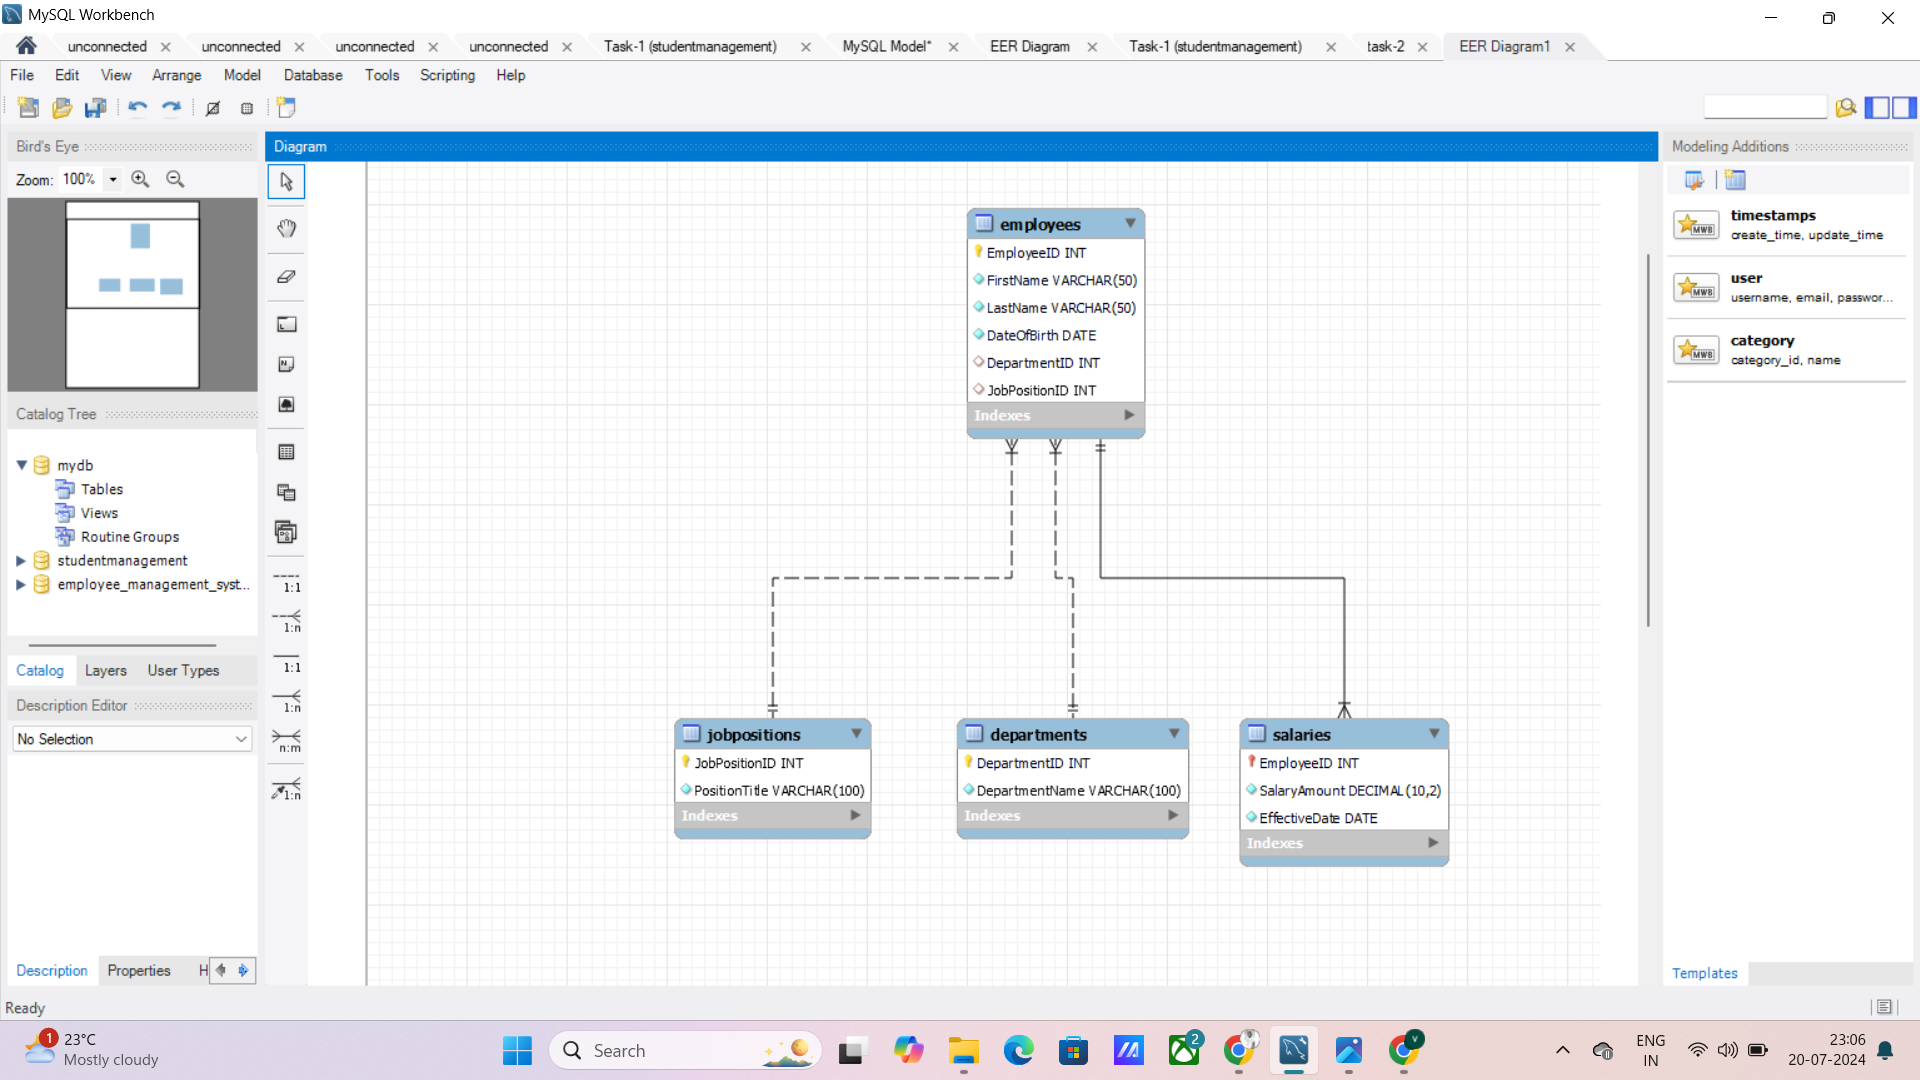 MySQL Workbench
unconnected
unconnected
unconnected
unconnected
Task-1 (studentmanagement)
MySQL Model*
EER Diagram
Task-1 (studentmanagement)
task-2
EER Diagram1
File Edit View Arrange Model Database Tools Scripting Help
Bird's Eye
Zoom: 100%
Diagram
Modeling Additions
timestamps
create_time, update_time
user
username, email, passwor...
category
category_id, name
Catalog Tree
mydb
Tables
Views
Routine Groups
studentmanagement
employee_management_syst...
Catalog Layers User Types
Description Editor
No Selection
Description Properties H
1:1
1:n
1:1
1:n
n:m
1:n
employees
EmployeeID INT
FirstName VARCHAR(50)
LastName VARCHAR(50)
DateOfBirth DATE
DepartmentID INT
JobPositionID INT
Indexes
jobpositions
JobPositionID INT
PositionTitle VARCHAR(100)
Indexes
departments
DepartmentID INT
DepartmentName VARCHAR(100)
Indexes
salaries
EmployeeID INT
SalaryAmount DECIMAL(10,2)
EffectiveDate DATE
Indexes
Templates
Ready
1
23°C
Mostly cloudy
Search
2
ENG
IN
23:06
20-07-2024